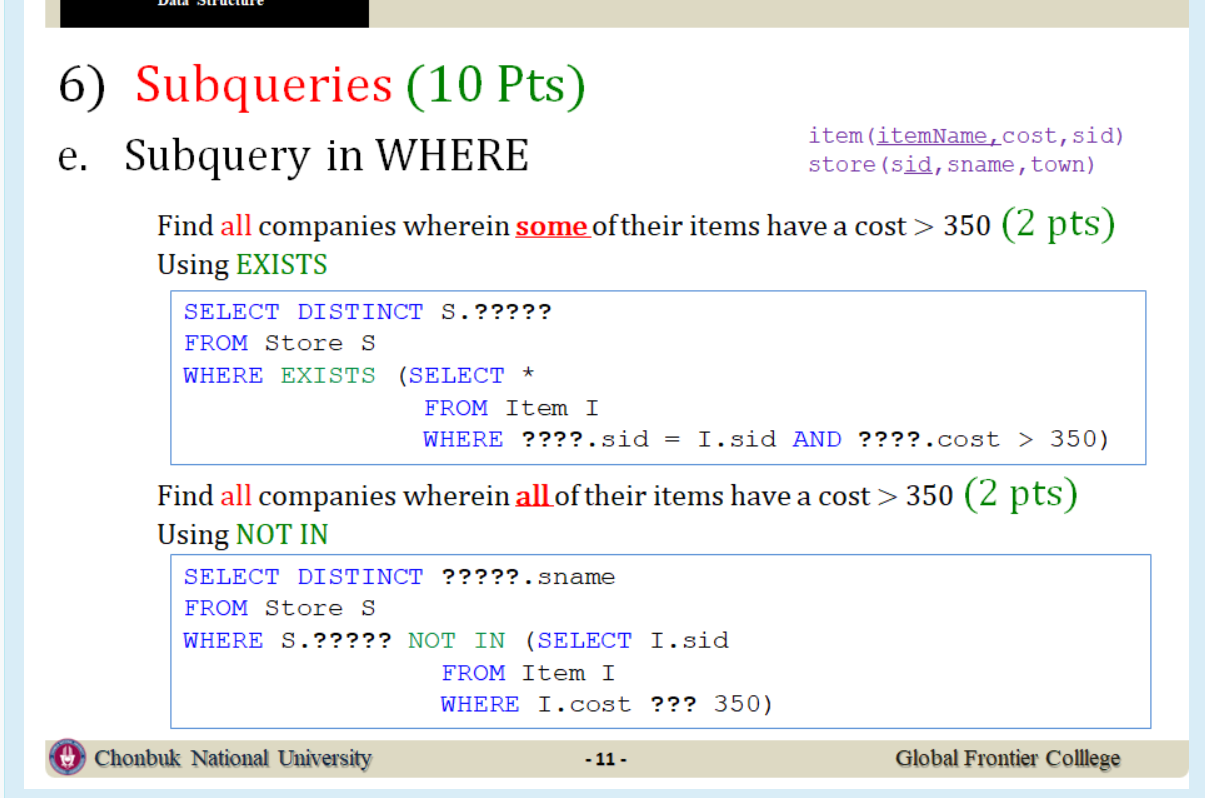 Data Structure
6) Subqueries (10 Pts)
e. Subquery in WHERE
item(itemName,cost,sid)
store(sid,sname,town)
Find all companies wherein some of their items have a cost > 350 (2 pts)
Using EXISTS
SELECT DISTINCT S.?????
FROM Store S
WHERE EXISTS (SELECT *
FROM Item I
WHERE ????.sid = I.sid AND ????.cost > 350)
Find all companies wherein all of their items have a cost > 350 (2 pts)
Using NOT IN
SELECT DISTINCT ?????.sname
FROM Store S
WHERE S.????? NOT IN (SELECT I.sid
FROM Item I
WHERE I.cost ??? 350)
Chonbuk National University
- 11 -
Global Frontier Colllege